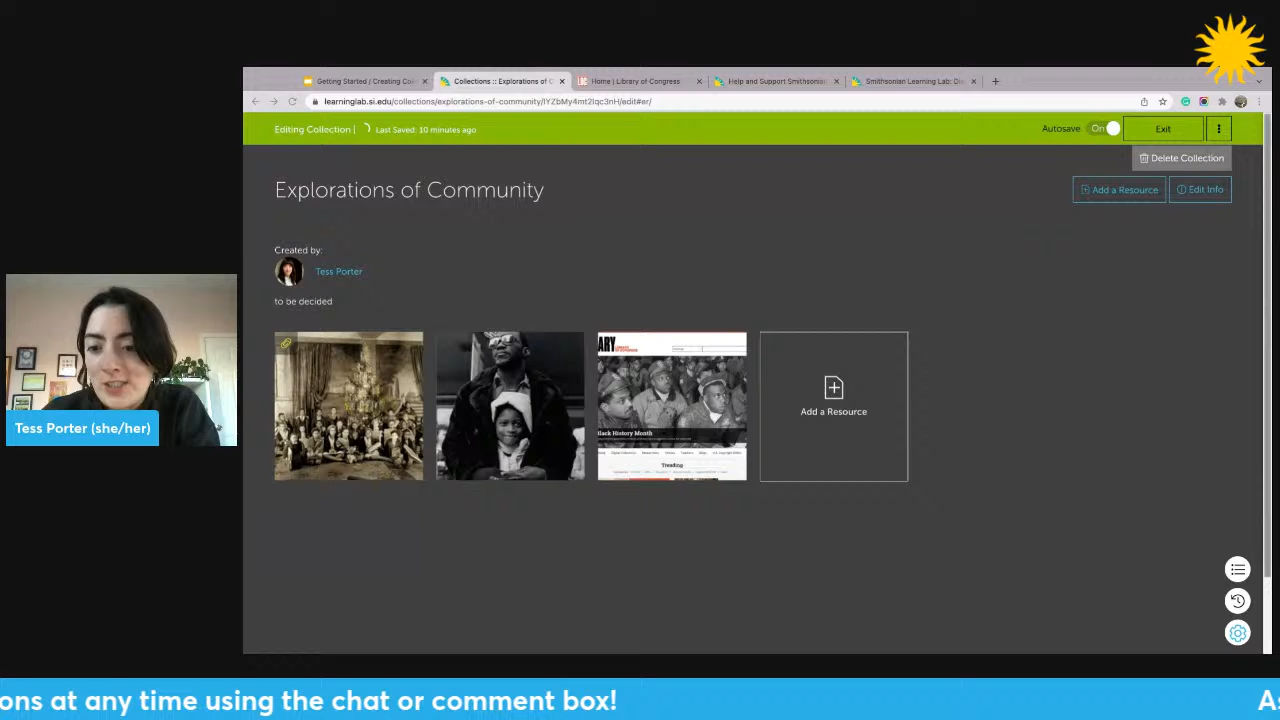 Getting Started / Creating Col
Collections :: Explorations of C
Home | Library of Congress
Help and Support Smithsonian
Smithsonian Learning Lab: Di
learninglab.si.edu/collections/explorations-of-community/IYZbMy4mt2lqc3nH/edit#er/
Editing Collection | Last Saved: 10 minutes ago
Autosave On
Exit
Delete Collection
Explorations of Community
Add a Resource
Edit Info
Created by:
Tess Porter
to be decided
ARY
Black History Month
Trending
Add a Resource
Tess Porter (she/her)
ons at any time using the chat or comment box!
As